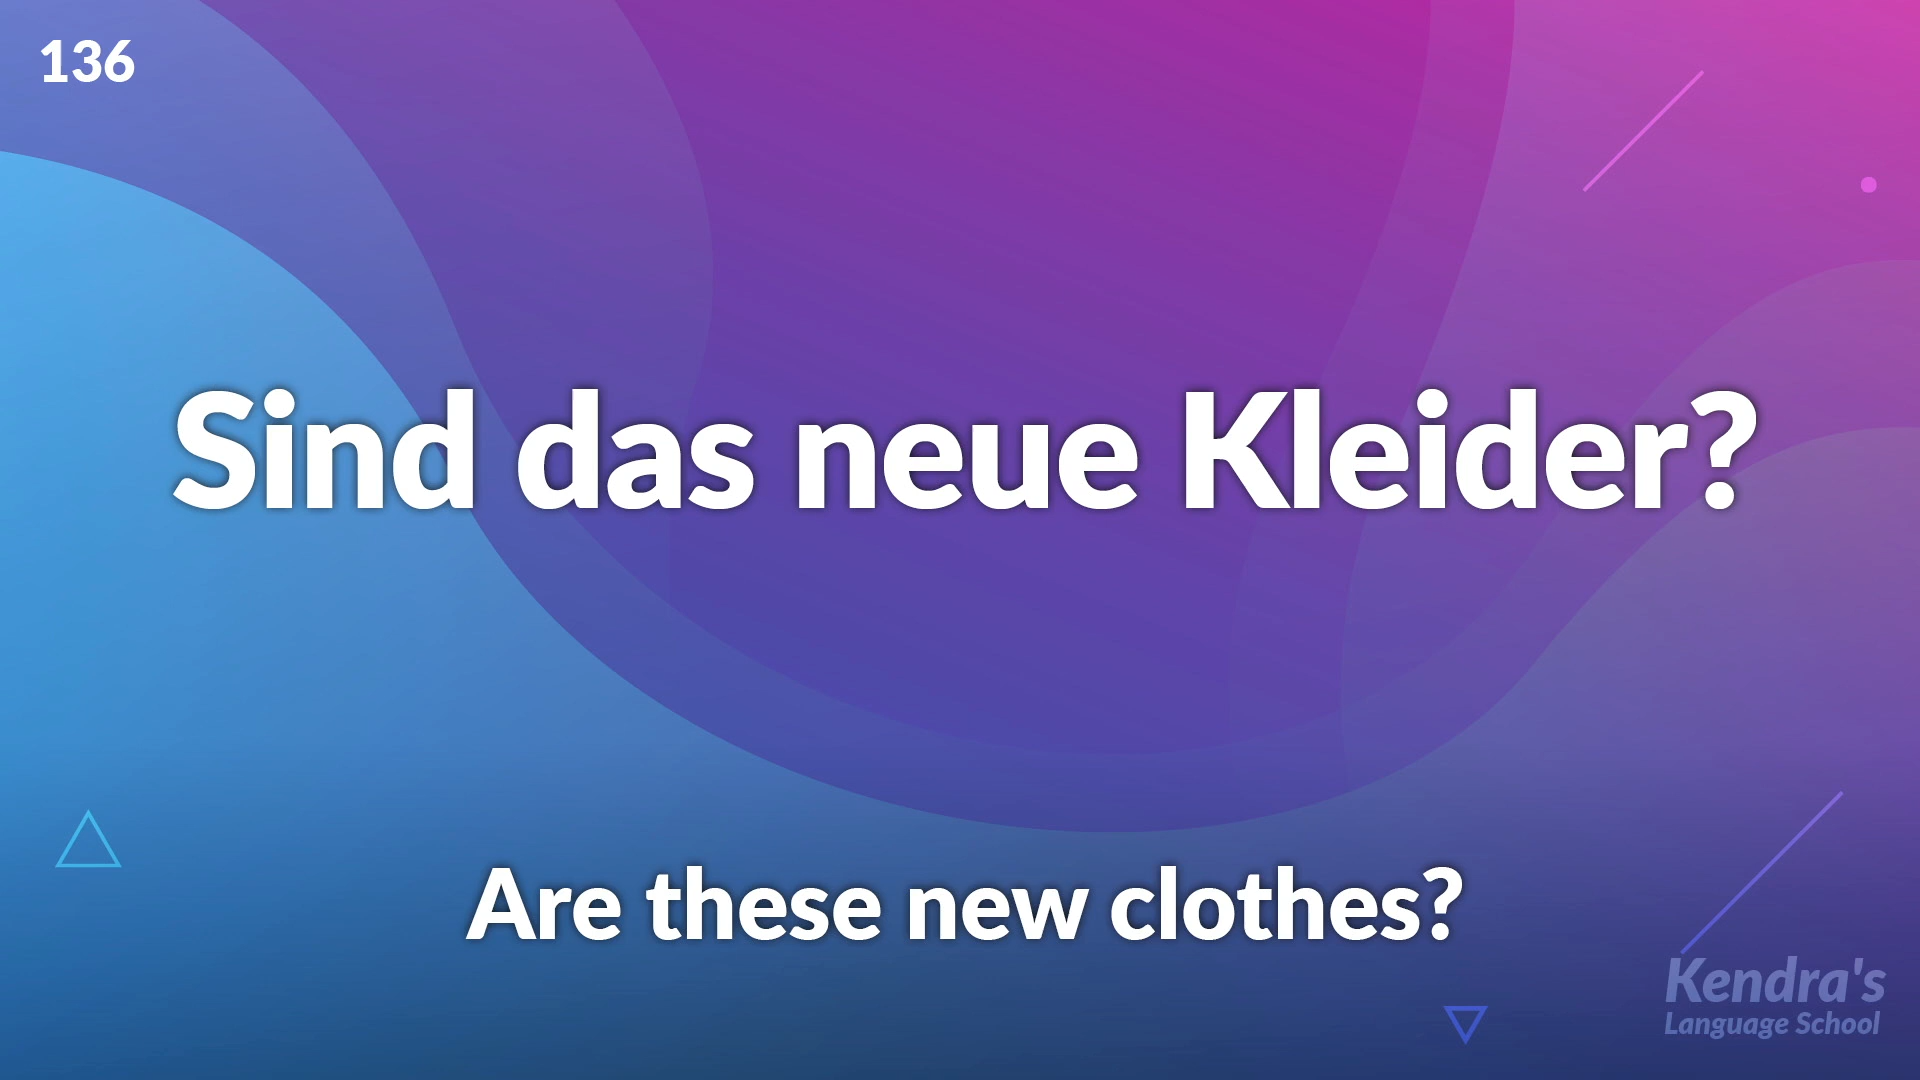 136
Sind das neue Kleider?
Are these new clothes?
Kendra's
Language School